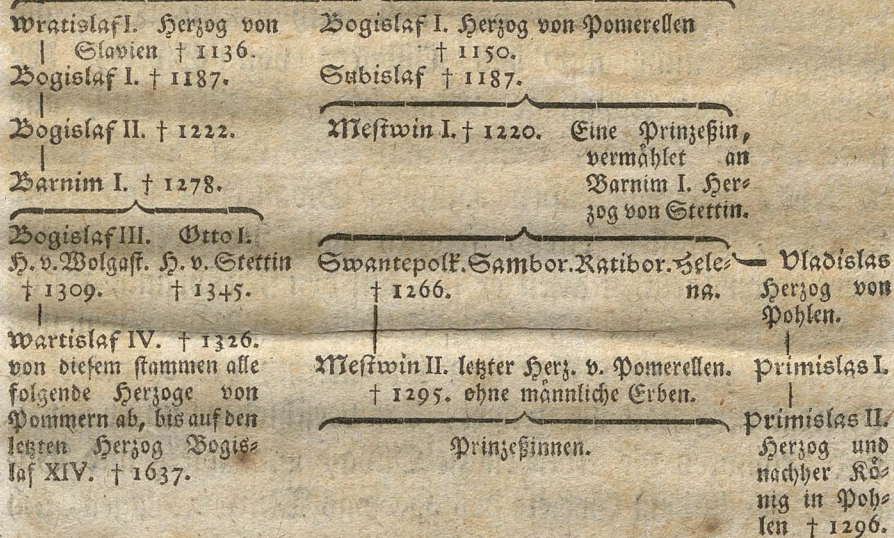 Wratislaf I. Herzog von
Slavien † 1136.
Bogislaf I. † 1187.
Bogislaf II. † 1222.
Barnim I. † 1278.
Bogislaf III. Otto I.
H. v. Wolgast. H. v. Stettin
† 1309. † 1345.
Wartislaf IV. † 1326.
von diesem stammen alle
folgende Herzoge von
Pommern ab, bis auf den
letzten Herzog Bogis-
laf XIV. † 1637.
Bogislaf I. Herzog von Pomerellen
† 1150.
Subislaf † 1187.
Mestwin I. † 1220. Eine Prinzeßin,
vermählet an
Barnim I. Her-
zog von Stettin.
Swantepolk. Sambor. Ratibor. Hele-
† 1266. na.
Mestwin II. letzter Herz. v. Pomerellen.
† 1295. ohne männliche Erben.
Prinzeßinnen.
Vladislas
Herzog von
Pohlen.
Primislas I.
Primislas II.
Herzog und
nachher Kö-
nig in Poh-
len † 1296.